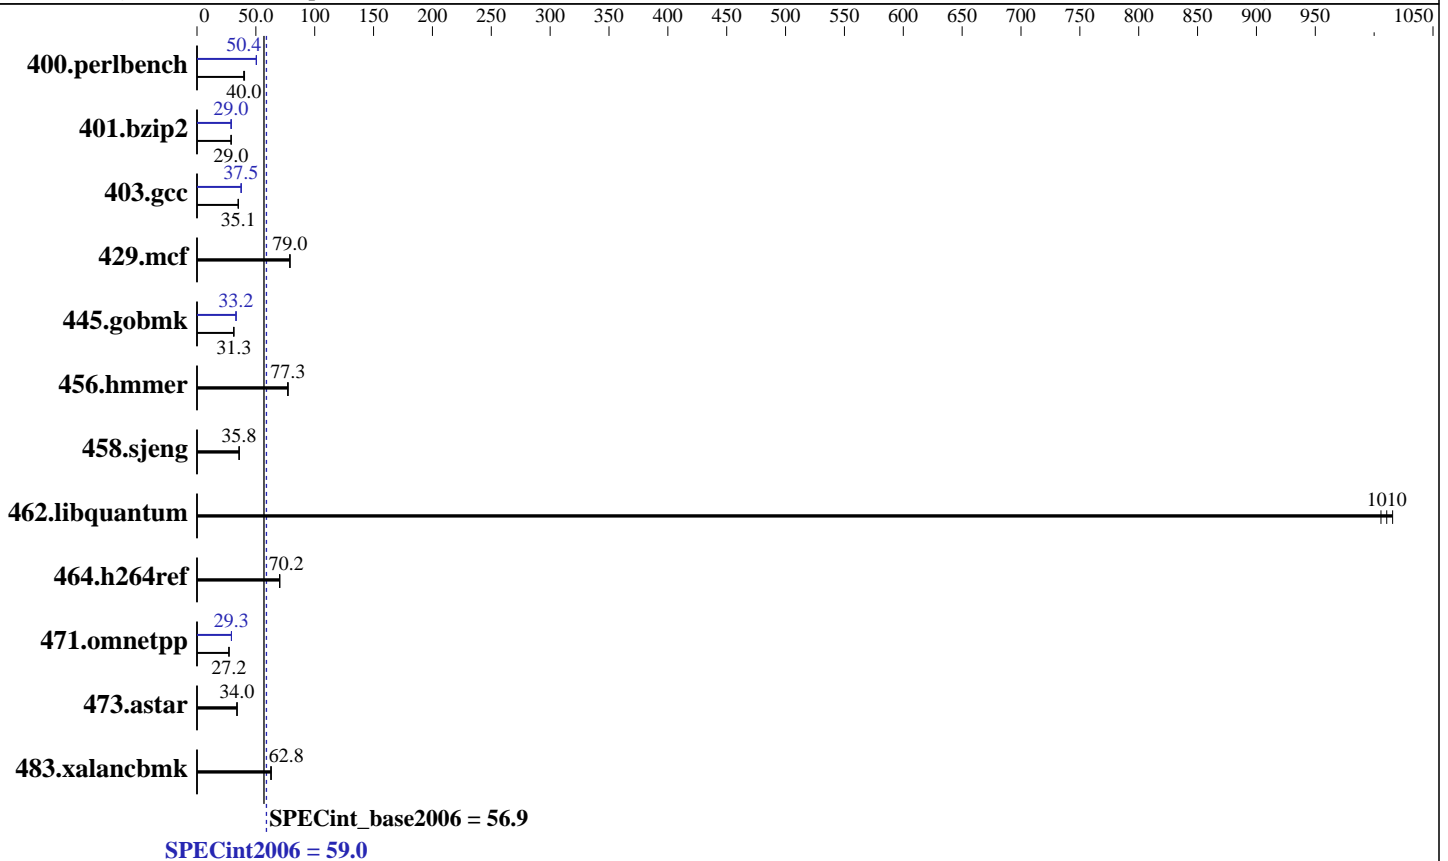 0 50.0 100 150 200 250 300 350 400 450 500 550 600 650 700 750 800 850 900 950 1050
50.4
400.perlbench
40.0
29.0
401.bzip2
29.0
37.5
403.gcc
35.1
79.0
429.mcf
33.2
445.gobmk
31.3
77.3
456.hmmer
35.8
458.sjeng
1010
462.libquantum
70.2
464.h264ref
29.3
471.omnetpp
27.2
34.0
473.astar
62.8
483.xalancbmk
SPECint_base2006 = 56.9
SPECint2006 = 59.0